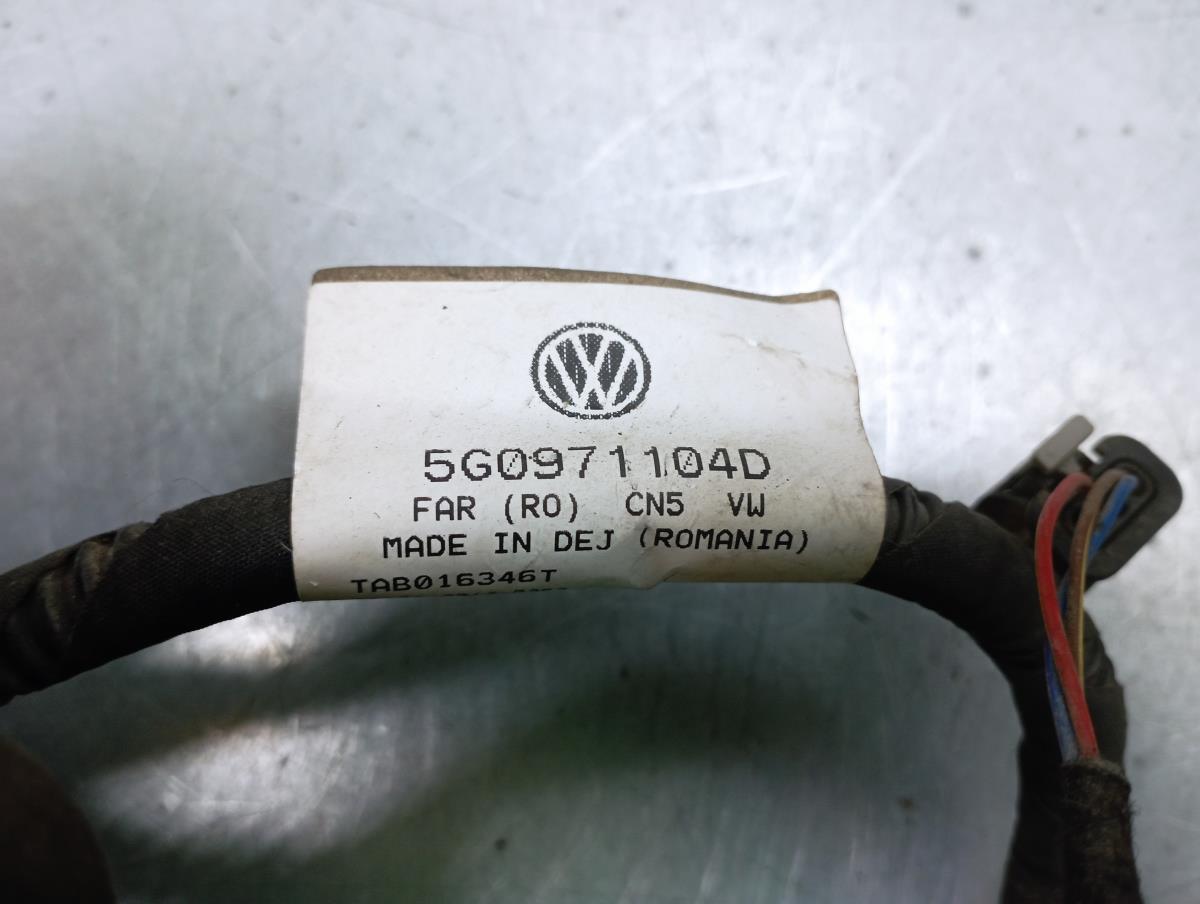 5G0971104D
FAR (RO) CN5 VW
MADE IN DEJ (ROMANIA)
TAB016346T